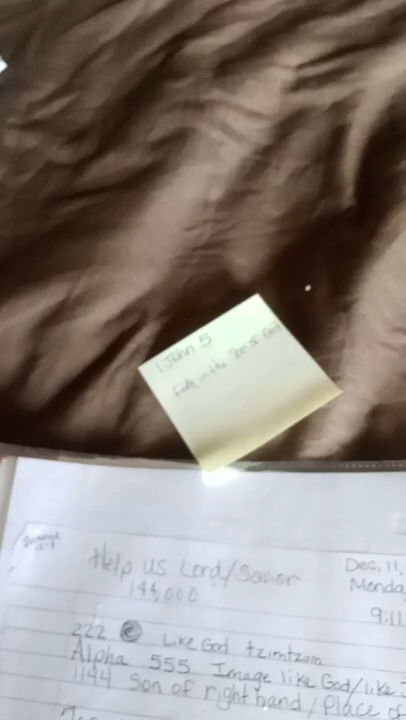 1 John 5
Faith in the Son of God
Help us Lord/Savior
Dec. 11,
144,000
Monda
9:11
222 e Like God tzimtzum
Alpha 555 Image like God/like
1144 Son of right hand/Place of